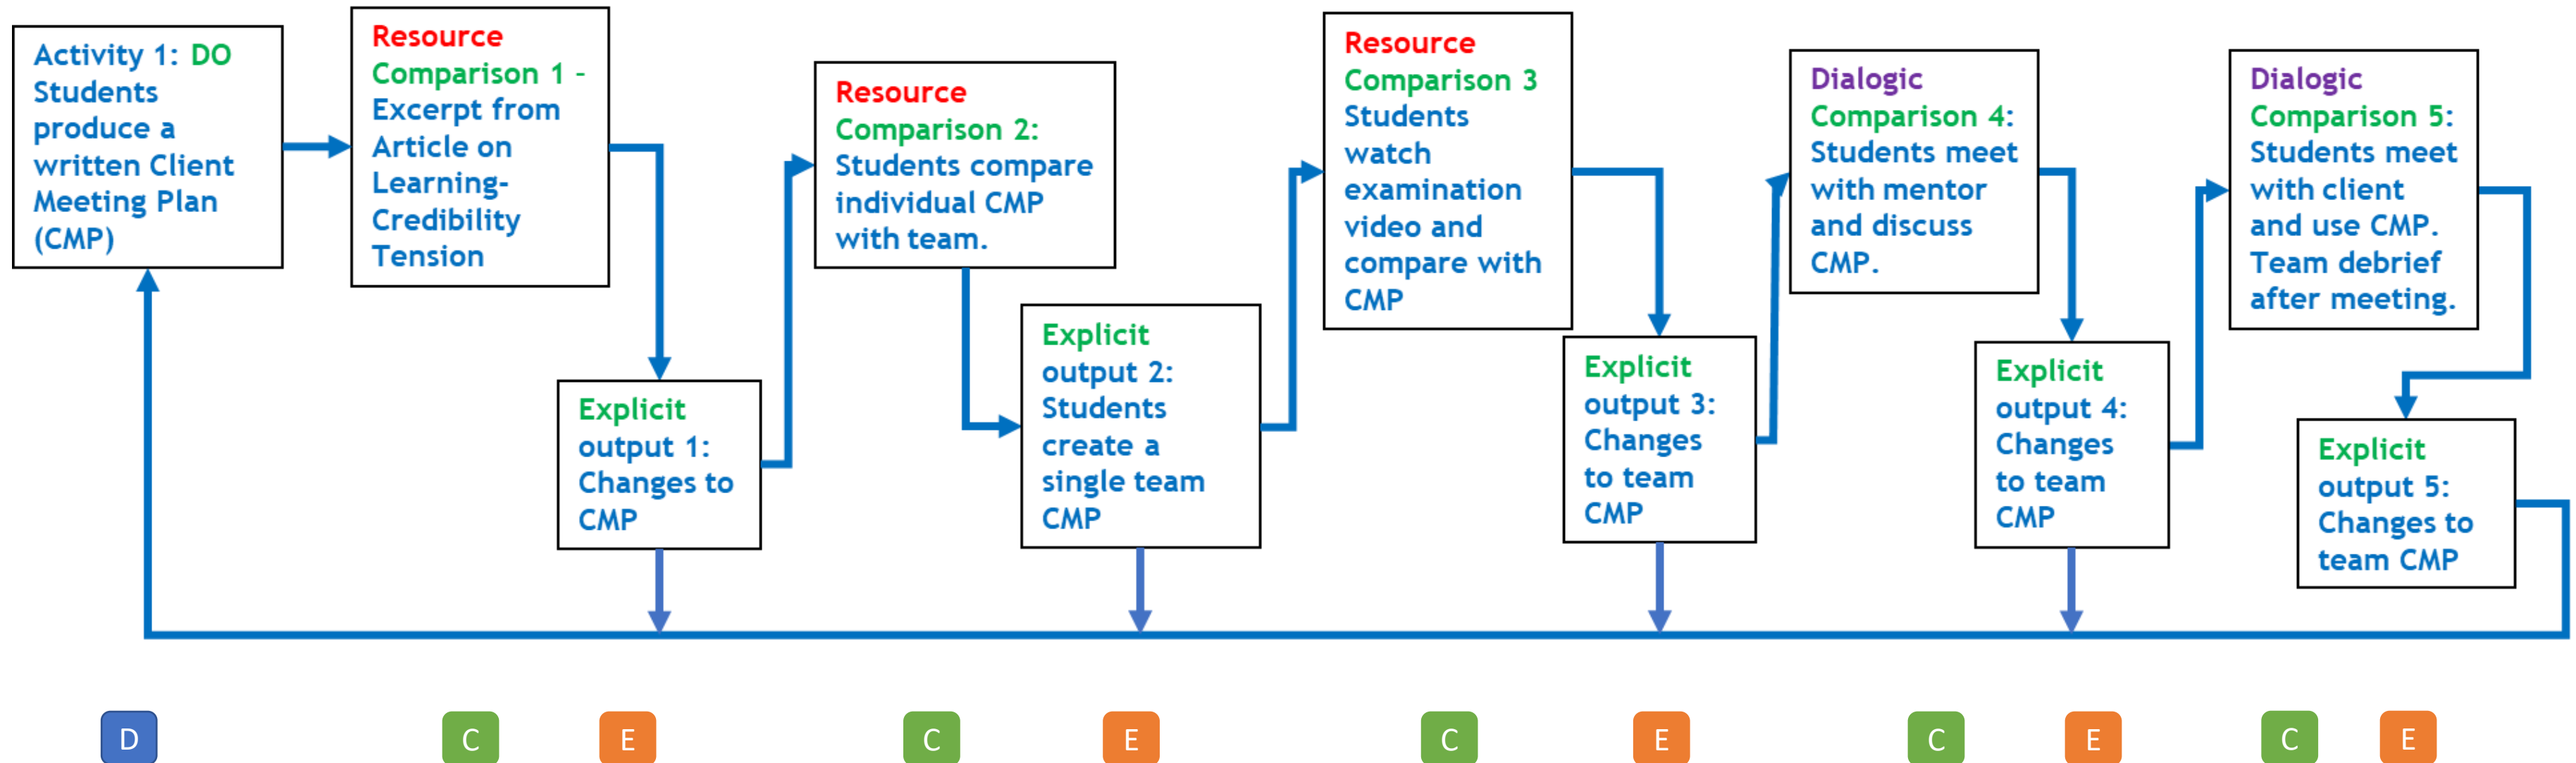 Activity 1: DO
Students
produce a
written Client
Meeting Plan
(CMP)
Resource
Comparison 1 –
Excerpt from
Article on
Learning-
Credibility
Tension
Explicit
output 1:
Changes to
CMP
Resource
Comparison 2:
Students compare
individual CMP
with team.
Explicit
output 2:
Students
create a
single team
CMP
Resource
Comparison 3
Students
watch
examination
video and
compare with
CMP
Explicit
output 3:
Changes
to team
CMP
Dialogic
Comparison 4:
Students meet
with mentor
and discuss
CMP.
Explicit
output 4:
Changes
to team
CMP
Dialogic
Comparison 5:
Students meet
with client
and use CMP.
Team debrief
after meeting.
Explicit
output 5:
Changes to
team CMP
D
C
E
C
E
C
E
C
E
C
E